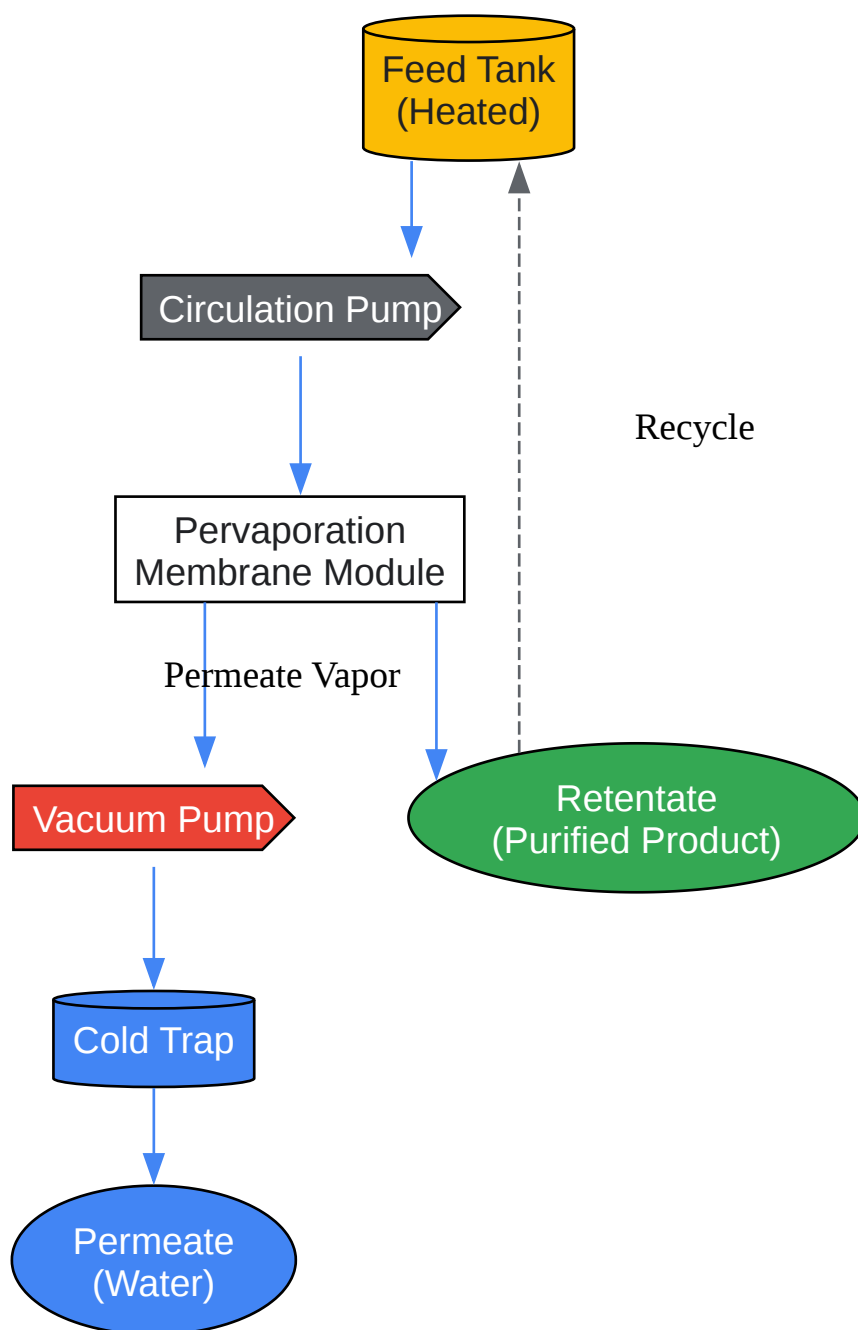 Feed Tank
(Heated)
Circulation Pump
Recycle
Pervaporation
Membrane Module
Permeate Vapor
Vacuum Pump
Retentate
(Purified Product)
Cold Trap
Permeate
(Water)